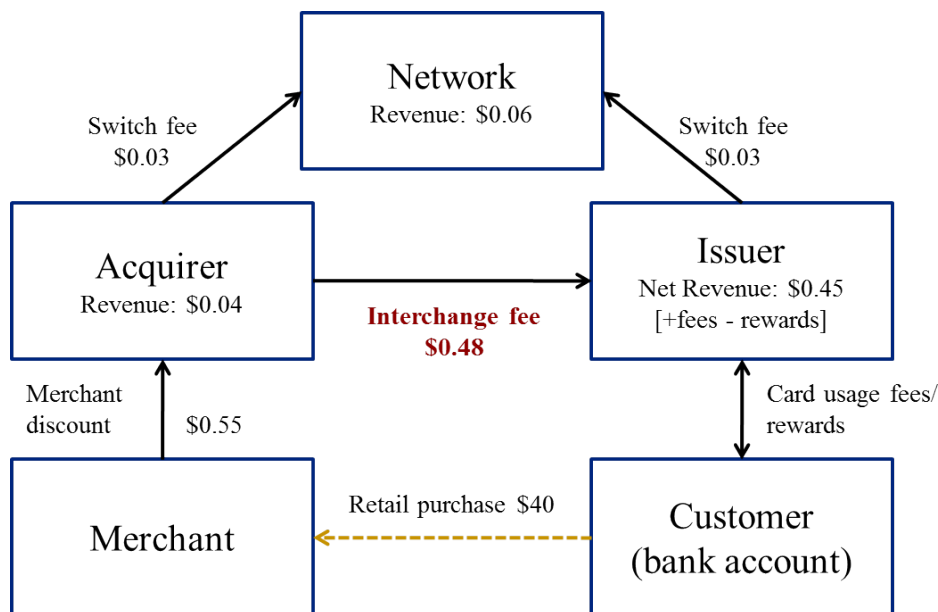 Network
Revenue: $0.06
Switch fee
$0.03
Switch fee
$0.03
Acquirer
Revenue: $0.04
Interchange fee
$0.48
Issuer
Net Revenue: $0.45
[+fees - rewards]
Merchant
discount
$0.55
Card usage fees/
rewards
Merchant
Retail purchase $40
Customer
(bank account)